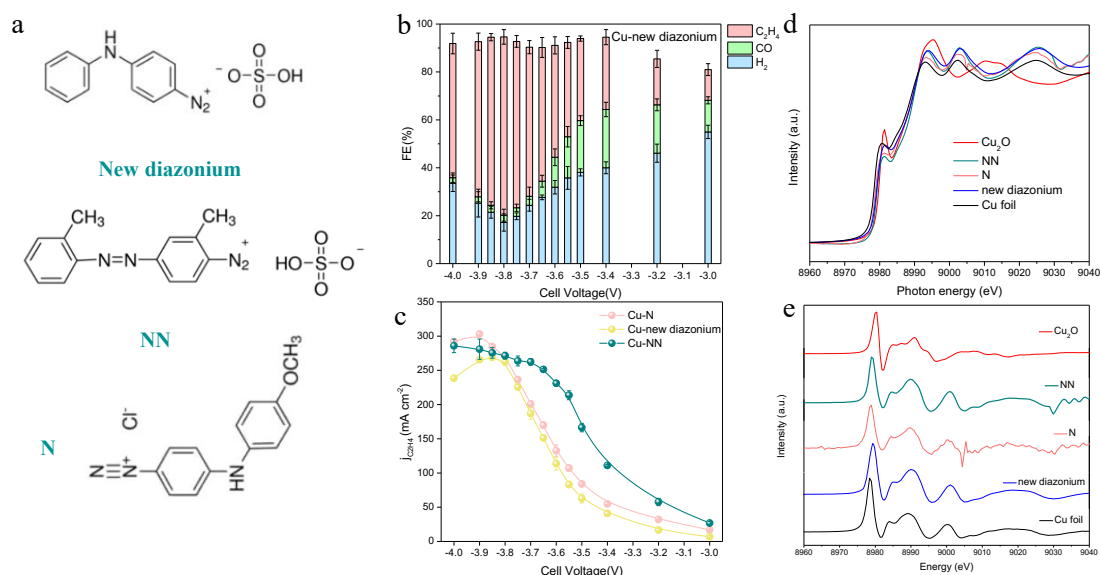 a
H
N
N₂⁺
⁻O-S-OH
O
O
New diazonium
CH₃
CH₃
N=N
N₂⁺
HO-S-O⁻
O
O
NN
OCH₃
Cl⁻
N
N≡N⁺
HN
b
Cu-new diazonium
C₂H₄
CO
H₂
FE(%)
100
80
60
40
20
0
-4.0 -3.9 -3.8 -3.7 -3.6 -3.5 -3.4 -3.3 -3.2 -3.1 -3.0
Cell Voltage(V)
c
Cu-N
Cu-new diazonium
Cu-NN
j_C2H4 (mA cm⁻²)
350
300
250
200
150
100
50
0
-4.0 -3.9 -3.8 -3.7 -3.6 -3.5 -3.4 -3.3 -3.2 -3.1 -3.0
Cell Voltage(V)
d
Intensity (a.u.)
Cu₂O
NN
N
new diazonium
Cu foil
8960 8970 8980 8990 9000 9010 9020 9030 9040
Photon energy (eV)
e
Intensity (a.u.)
Cu₂O
NN
N
new diazonium
Cu foil
8960 8970 8980 8990 9000 9010 9020 9030 9040
Energy (eV)